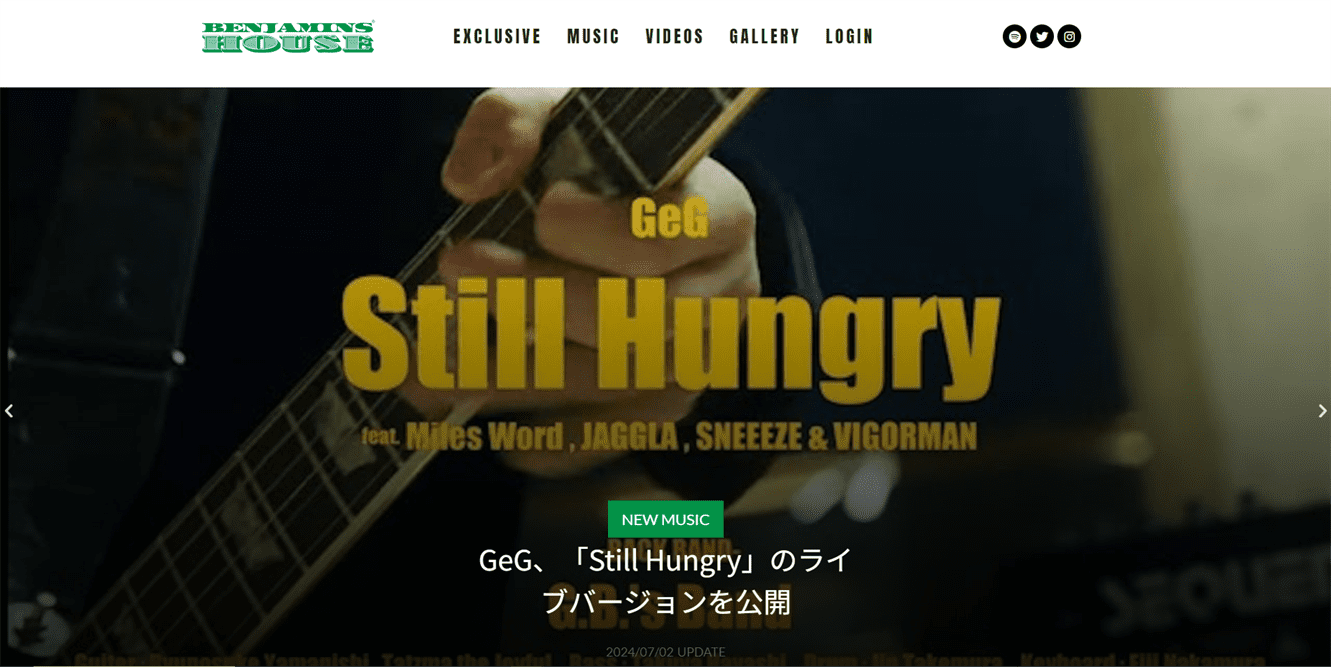 BENJAMINS
HOUSE
EXCLUSIVE MUSIC VIDEOS GALLERY LOGIN
GeG
Still Hungry
feat. Miles Word , JAGGLA , SNEEEZE & VIGORMAN
NEW MUSIC
BACK BAND
GeG、「Still Hungry」のライ
ブバージョンを公開
G.B.'s Band
2024/07/02 UPDATE